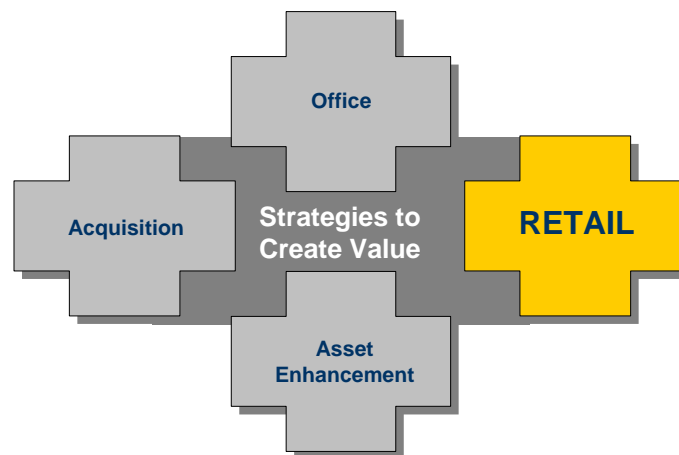 Office
Acquisition
Strategies to
Create Value
RETAIL
Asset
Enhancement